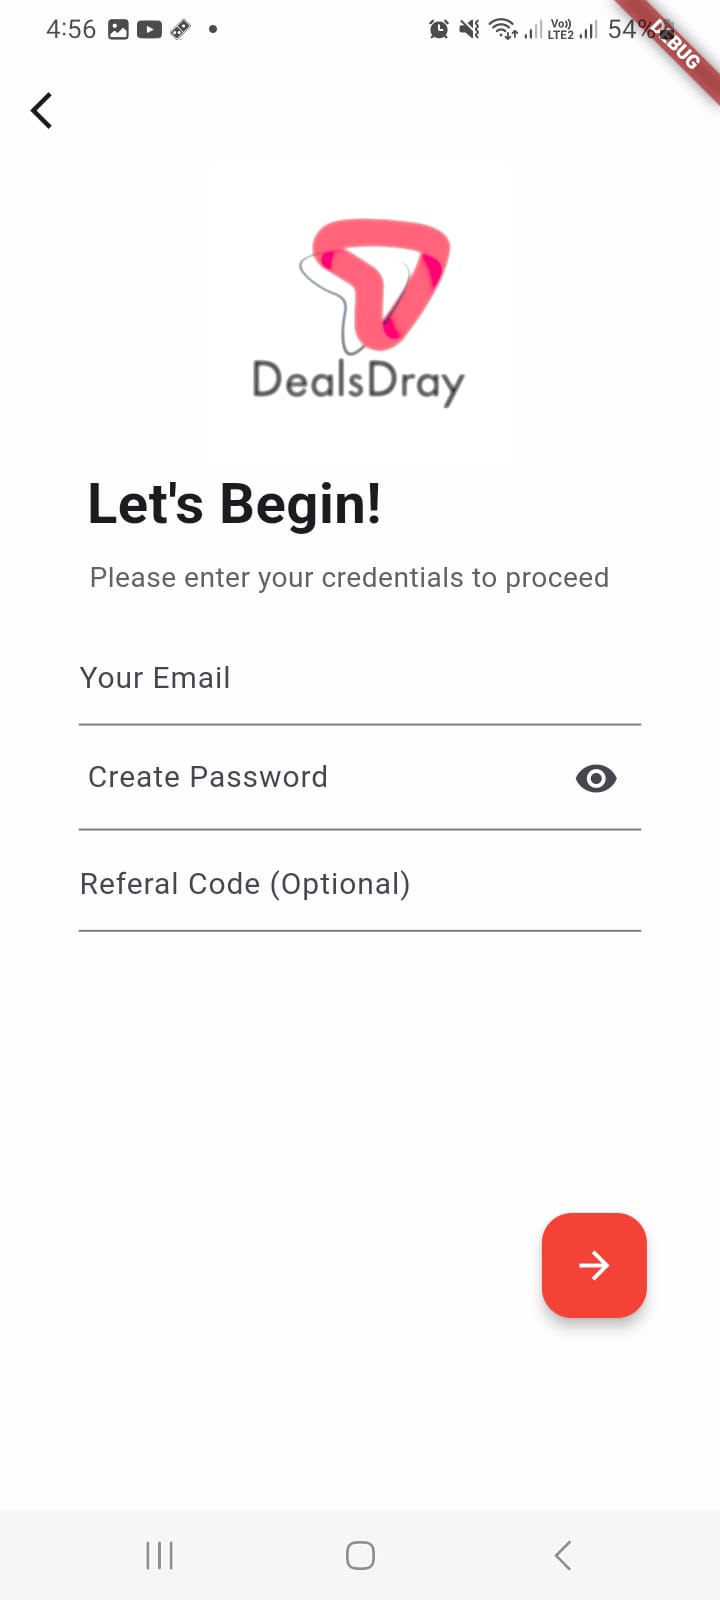 4:56
Vo))
LTE2
54%
DEBUG
DealsDray
Let's Begin!
Please enter your credentials to proceed
Your Email
Create Password
Referal Code (Optional)